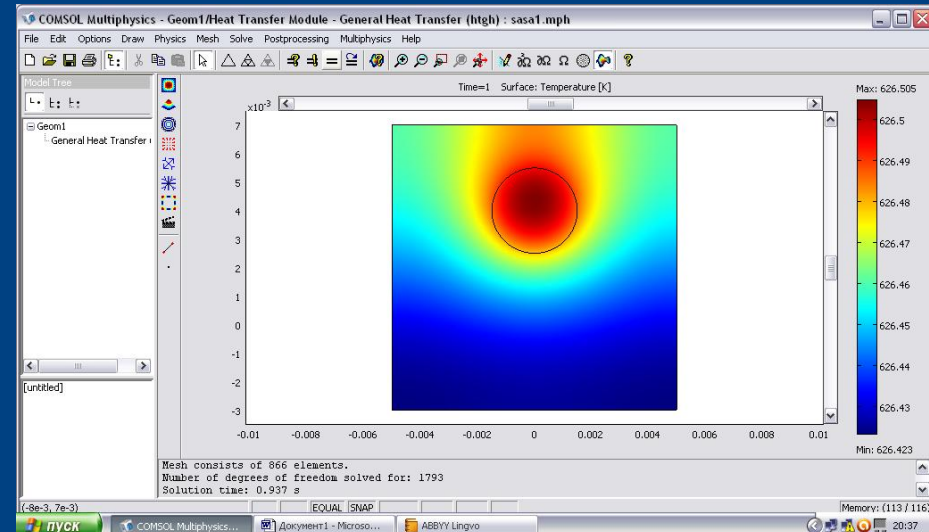 COMSOL Multiphysics - Geom1/Heat Transfer Module - General Heat Transfer (htgh) : sasa1.mph
File Edit Options Draw Physics Mesh Solve Postprocessing Multiphysics Help
Model Tree
Geom1
General Heat Transfer (
[untitled]
Time=1 Surface: Temperature [K]
×10⁻³
7
6
5
4
3
2
1
0
-1
-2
-3
-0.01 -0.008 -0.006 -0.004 -0.002 0 0.002 0.004 0.006 0.008 0.01
Max: 626.505
626.5
626.49
626.48
626.47
626.46
626.45
626.44
626.43
Min: 626.423
Mesh consists of 866 elements.
Number of degrees of freedom solved for: 1793
Solution time: 0.937 s
(-8e-3, 7e-3) EQUAL SNAP Memory: (113 / 116)
пуск COMSOL Multiphysics... Документ1 - Microso... ABBYY Lingvo 20:37